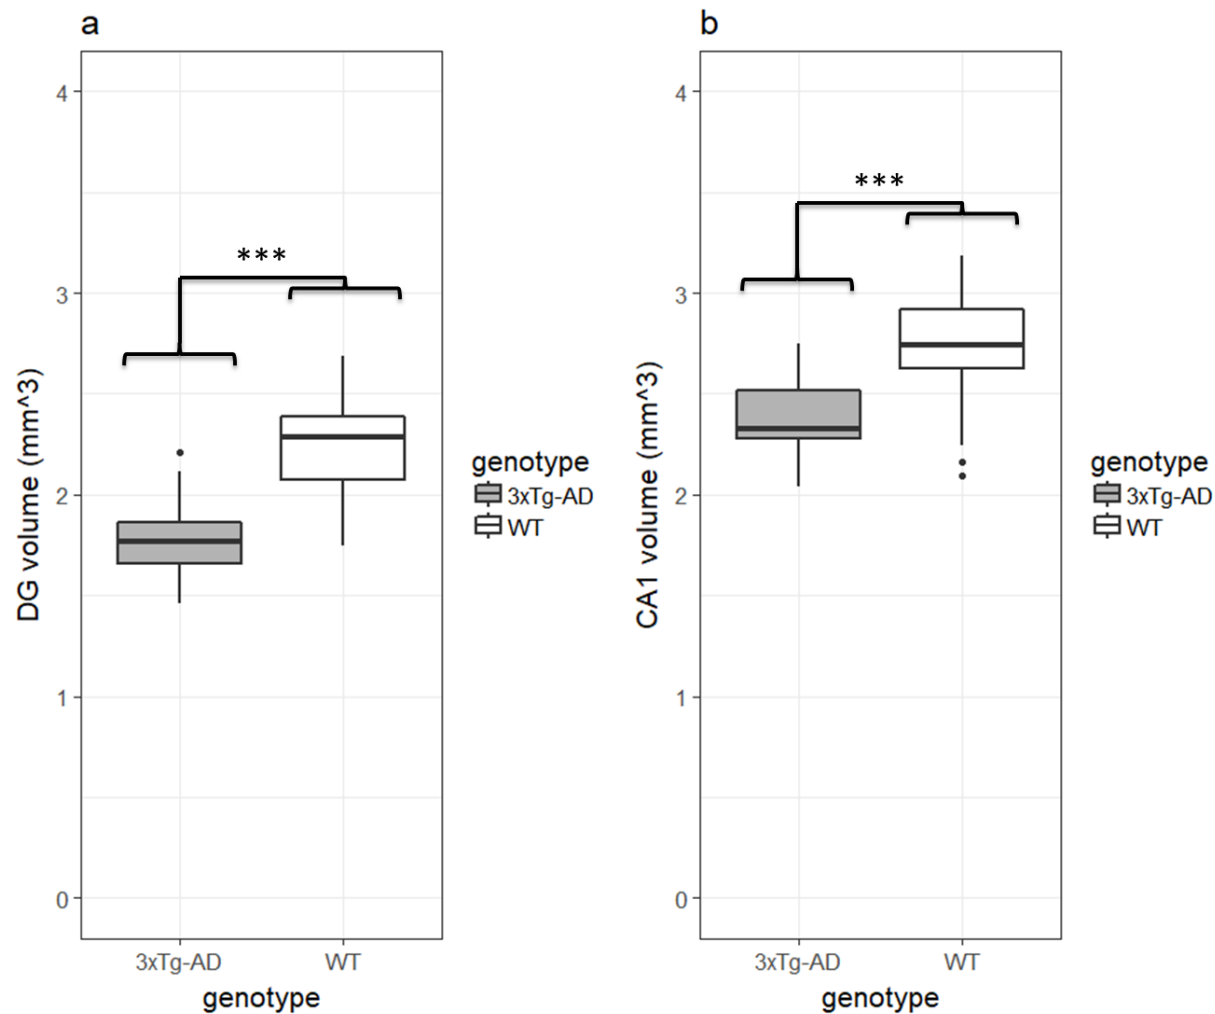 a
***
4
3
2
1
0
DG volume (mm^3)
3xTg-AD
WT
genotype
genotype
3xTg-AD
WT
b
***
4
3
2
1
0
CA1 volume (mm^3)
3xTg-AD
WT
genotype
genotype
3xTg-AD
WT